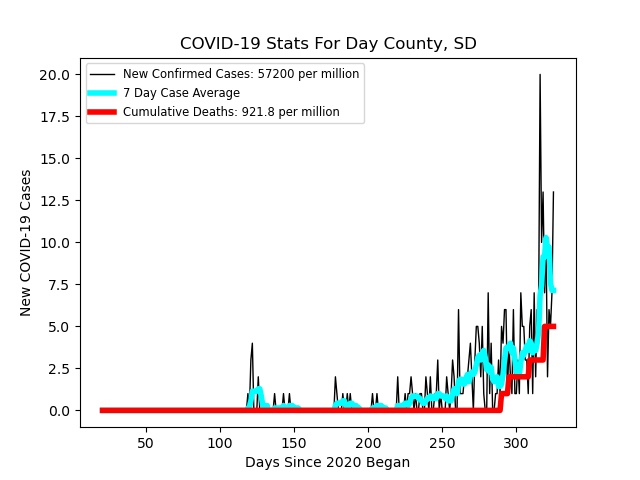 COVID-19 Stats For Day County, SD
New Confirmed Cases: 57200 per million
7 Day Case Average
Cumulative Deaths: 921.8 per million
New COVID-19 Cases
20.0
17.5
15.0
12.5
10.0
7.5
5.0
2.5
0.0
50 100 150 200 250 300
Days Since 2020 Began